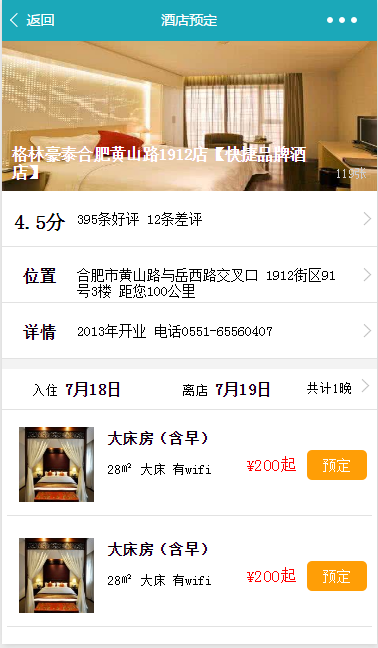 返回
酒店预定
格林豪泰合肥黄山路1912店【快捷品牌酒
店】
119张
4.5分 395条好评 12条差评
位置 合肥市黄山路与岳西路交叉口 1912街区91
号3楼 距您100公里
详情 2013年开业 电话0551-65560407
入住 7月18日 离店 7月19日 共计1晚
大床房（含早）
28㎡ 大床 有wifi ¥200起 预定
大床房（含早）
28㎡ 大床 有wifi ¥200起 预定